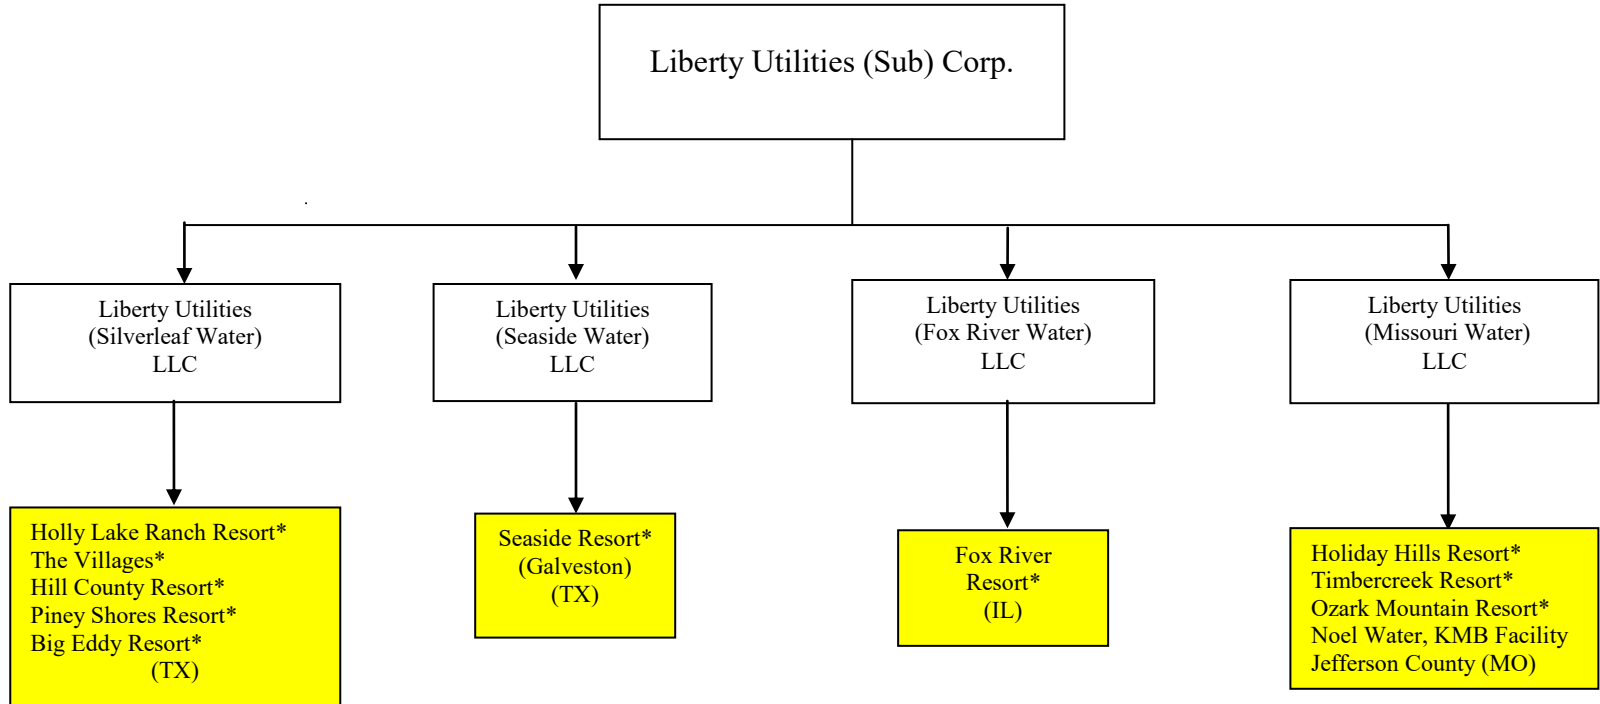 Liberty Utilities (Sub) Corp.
Liberty Utilities
(Silverleaf Water)
LLC
Liberty Utilities
(Seaside Water)
LLC
Liberty Utilities
(Fox River Water)
LLC
Liberty Utilities
(Missouri Water)
LLC
Holly Lake Ranch Resort*
The Villages*
Hill County Resort*
Piney Shores Resort*
Big Eddy Resort*
(TX)
Seaside Resort*
(Galveston)
(TX)
Fox River
Resort*
(IL)
Holiday Hills Resort*
Timbercreek Resort*
Ozark Mountain Resort*
Noel Water, KMB Facility
Jefferson County (MO)